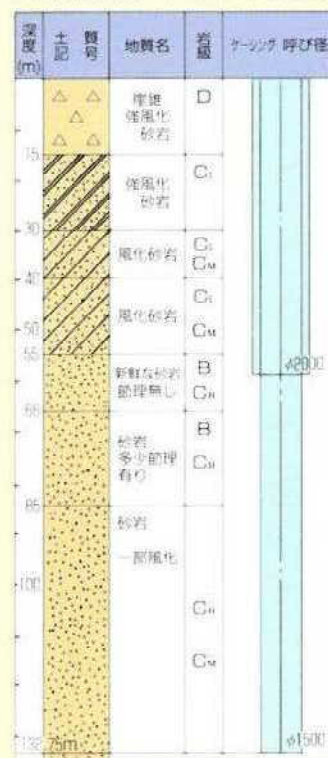 深度(m)
土質記号
地質名
岩級
ケーシング 呼び径
崖錐
強風化
砂岩
D
15
強風化
砂岩
CL
30
風化砂岩
CL
CM
40
風化砂岩
CL
CM
50
55
新鮮な砂岩
節理無し
B
CH
φ2000
66
砂岩
多少節理
有り
B
CH
85
砂岩
一部風化
100
CH
CM
132.75m
φ1500